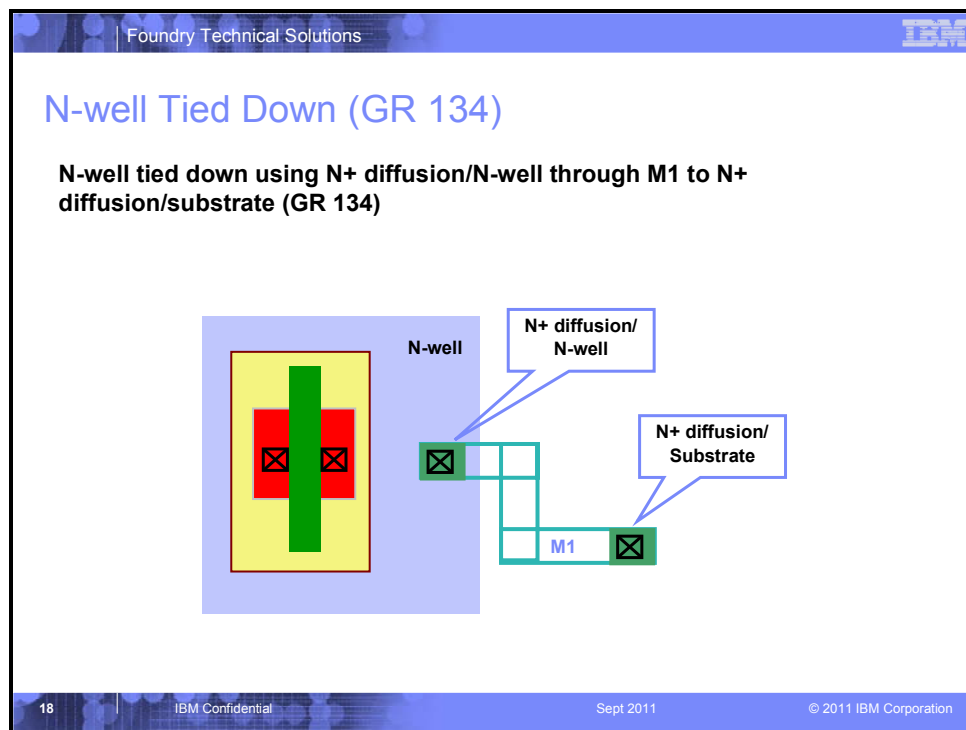 Foundry Technical Solutions
IBM
N-well Tied Down (GR 134)
N-well tied down using N+ diffusion/N-well through M1 to N+
diffusion/substrate (GR 134)
N+ diffusion/
N-well
N-well
N+ diffusion/
Substrate
M1
18
IBM Confidential
Sept 2011
© 2011 IBM Corporation